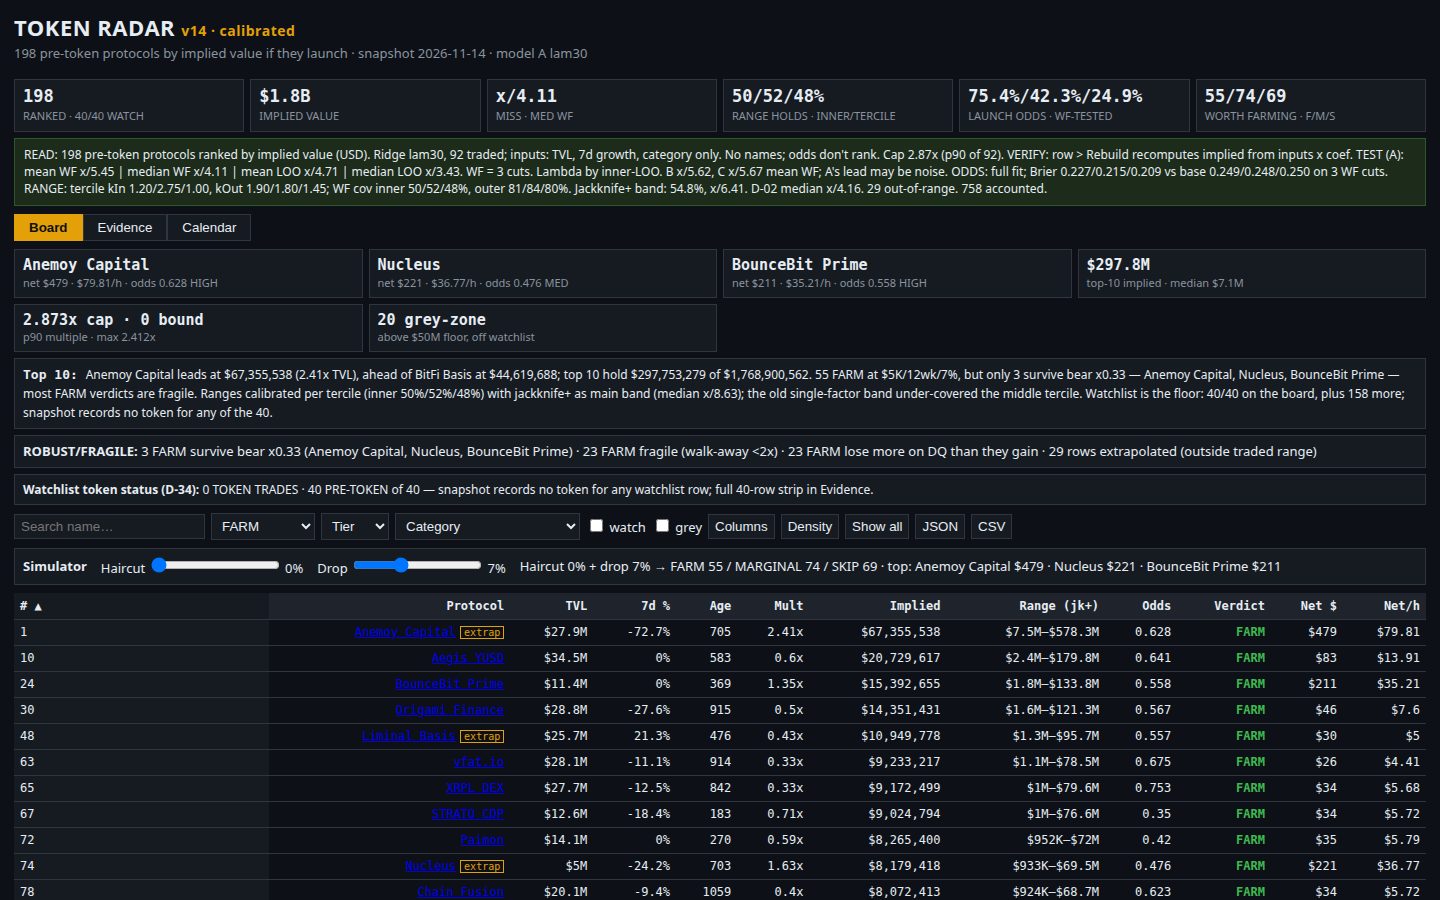 TOKEN RADAR v14 · calibrated
198 pre-token protocols by implied value if they launch · snapshot 2026-11-14 · model A lam30
198
RANKED · 40/40 WATCH
$1.8B
IMPLIED VALUE
x/4.11
MISS · MED WF
50/52/48%
RANGE HOLDS · INNER/TERCILE
75.4%/42.3%/24.9%
LAUNCH ODDS · WF-TESTED
55/74/69
WORTH FARMING · F/M/S
READ: 198 pre-token protocols ranked by implied value (USD). Ridge lam30, 92 traded; inputs: TVL, 7d growth, category only. No names; odds don't rank. Cap 2.87x (p90 of 92). VERIFY: row > Rebuild recomputes implied from inputs x coef. TEST (A):
mean WF x/5.45 | median WF x/4.11 | mean LOO x/4.71 | median LOO x/3.43. WF = 3 cuts. Lambda by inner-LOO. B x/5.62, C x/5.67 mean WF; A's lead may be noise. ODDS: full fit; Brier 0.227/0.215/0.209 vs base 0.249/0.248/0.250 on 3 WF cuts.
RANGE: tercile kIn 1.20/2.75/1.00, kOut 1.90/1.80/1.45; WF cov inner 50/52/48%, outer 81/84/80%. Jackknife+ band: 54.8%, x/6.41. D-02 median x/4.16. 29 out-of-range. 758 accounted.
Board Evidence Calendar
Anemoy Capital
net $479 · $79.81/h · odds 0.628 HIGH
Nucleus
net $221 · $36.77/h · odds 0.476 MED
BounceBit Prime
net $211 · $35.21/h · odds 0.558 HIGH
$297.8M
top-10 implied · median $7.1M
2.873x cap · 0 bound
p90 multiple · max 2.412x
20 grey-zone
above $50M floor, off watchlist
Top 10: Anemoy Capital leads at $67,355,538 (2.41x TVL), ahead of BitFi Basis at $44,619,688; top 10 hold $297,753,279 of $1,768,900,562. 55 FARM at $5K/12wk/7%, but only 3 survive bear x0.33 — Anemoy Capital, Nucleus, BounceBit Prime —
most FARM verdicts are fragile. Ranges calibrated per tercile (inner 50%/52%/48%) with jackknife+ as main band (median x/8.63); the old single-factor band under-covered the middle tercile. Watchlist is the floor: 40/40 on the board, plus 158 more;
snapshot records no token for any of the 40.
ROBUST/FRAGILE: 3 FARM survive bear x0.33 (Anemoy Capital, Nucleus, BounceBit Prime) · 23 FARM fragile (walk-away <2x) · 23 FARM lose more on DQ than they gain · 29 rows extrapolated (outside traded range)
Watchlist token status (D-34): 0 TOKEN TRADES · 40 PRE-TOKEN of 40 — snapshot records no token for any watchlist row; full 40-row strip in Evidence.
Search name… FARM Tier Category watch grey Columns Density Show all JSON CSV
Simulator Haircut 0% Drop 7% Haircut 0% + drop 7% → FARM 55 / MARGINAL 74 / SKIP 69 · top: Anemoy Capital $479 · Nucleus $221 · BounceBit Prime $211
# ▲ Protocol TVL 7d % Age Mult Implied Range (jk+) Odds Verdict Net $ Net/h
1 Anemoy Capital extrap $27.9M -72.7% 705 2.41x $67,355,538 $7.5M–$578.3M 0.628 FARM $479 $79.81
10 Aegis YUSD $34.5M 0% 583 0.6x $20,729,617 $2.4M–$179.8M 0.641 FARM $83 $13.91
24 BounceBit Prime $11.4M 0% 369 1.35x $15,392,655 $1.8M–$133.8M 0.558 FARM $211 $35.21
30 Origami Finance $28.8M -27.6% 915 0.5x $14,351,431 $1.6M–$121.3M 0.567 FARM $46 $7.6
48 Liminal Basis extrap $25.7M 21.3% 476 0.43x $10,949,778 $1.3M–$95.7M 0.557 FARM $30 $5
63 vfat.io $28.1M -11.1% 914 0.33x $9,233,217 $1.1M–$78.5M 0.675 FARM $26 $4.41
65 XRPL DEX $27.7M -12.5% 842 0.33x $9,172,499 $1M–$79.6M 0.753 FARM $34 $5.68
67 STRATO CDP $12.6M -18.4% 183 0.71x $9,024,794 $1M–$76.6M 0.35 FARM $34 $5.72
72 Paimon $14.1M 0% 270 0.59x $8,265,400 $952K–$72M 0.42 FARM $35 $5.79
74 Nucleus extrap $5M -24.2% 703 1.63x $8,179,418 $933K–$69.5M 0.476 FARM $221 $36.77
78 Chain Fusion $20.1M -9.4% 1059 0.4x $8,072,413 $924K–$68.7M 0.623 FARM $34 $5.72